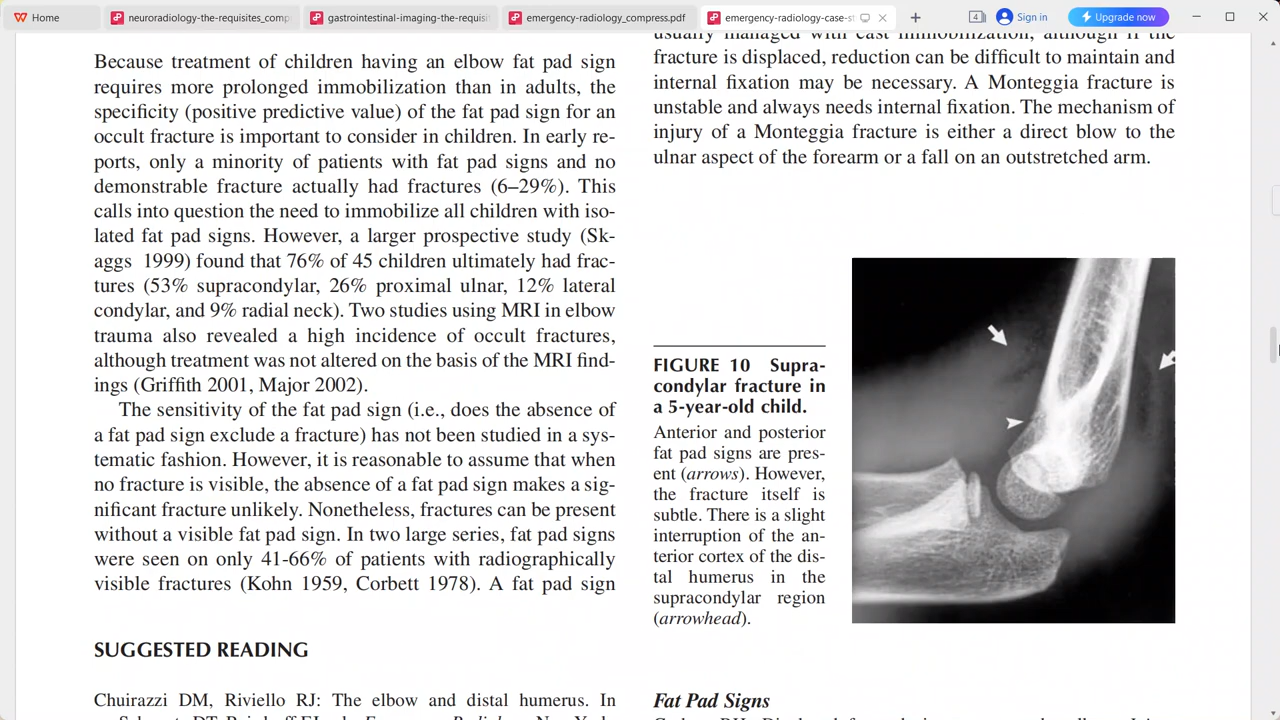 Home
neuroradiology-the-requisites_comp
gastrointestinal-imaging-the-requisit
emergency-radiology_compress.pdf
emergency-radiology-case-st
4
Sign in
Upgrade now
Because treatment of children having an elbow fat pad sign
requires more prolonged immobilization than in adults, the
specificity (positive predictive value) of the fat pad sign for an
occult fracture is important to consider in children. In early re-
ports, only a minority of patients with fat pad signs and no
demonstrable fracture actually had fractures (6–29%). This
calls into question the need to immobilize all children with iso-
lated fat pad signs. However, a larger prospective study (Sk-
aggs 1999) found that 76% of 45 children ultimately had frac-
tures (53% supracondylar, 26% proximal ulnar, 12% lateral
condylar, and 9% radial neck). Two studies using MRI in elbow
trauma also revealed a high incidence of occult fractures,
although treatment was not altered on the basis of the MRI find-
ings (Griffith 2001, Major 2002).
The sensitivity of the fat pad sign (i.e., does the absence of
a fat pad sign exclude a fracture) has not been studied in a sys-
tematic fashion. However, it is reasonable to assume that when
no fracture is visible, the absence of a fat pad sign makes a sig-
nificant fracture unlikely. Nonetheless, fractures can be present
without a visible fat pad sign. In two large series, fat pad signs
were seen on only 41-66% of patients with radiographically
visible fractures (Kohn 1959, Corbett 1978). A fat pad sign
usually managed with cast immobilization, although if the
fracture is displaced, reduction can be difficult to maintain and
internal fixation may be necessary. A Monteggia fracture is
unstable and always needs internal fixation. The mechanism of
injury of a Monteggia fracture is either a direct blow to the
ulnar aspect of the forearm or a fall on an outstretched arm.
FIGURE 10 Supra-
condylar fracture in
a 5-year-old child.
Anterior and posterior
fat pad signs are pres-
ent (arrows). However,
the fracture itself is
subtle. There is a slight
interruption of the an-
terior cortex of the dis-
tal humerus in the
supracondylar region
(arrowhead).
SUGGESTED READING
Chuirazzi DM, Riviello RJ: The elbow and distal humerus. In
Fat Pad Signs